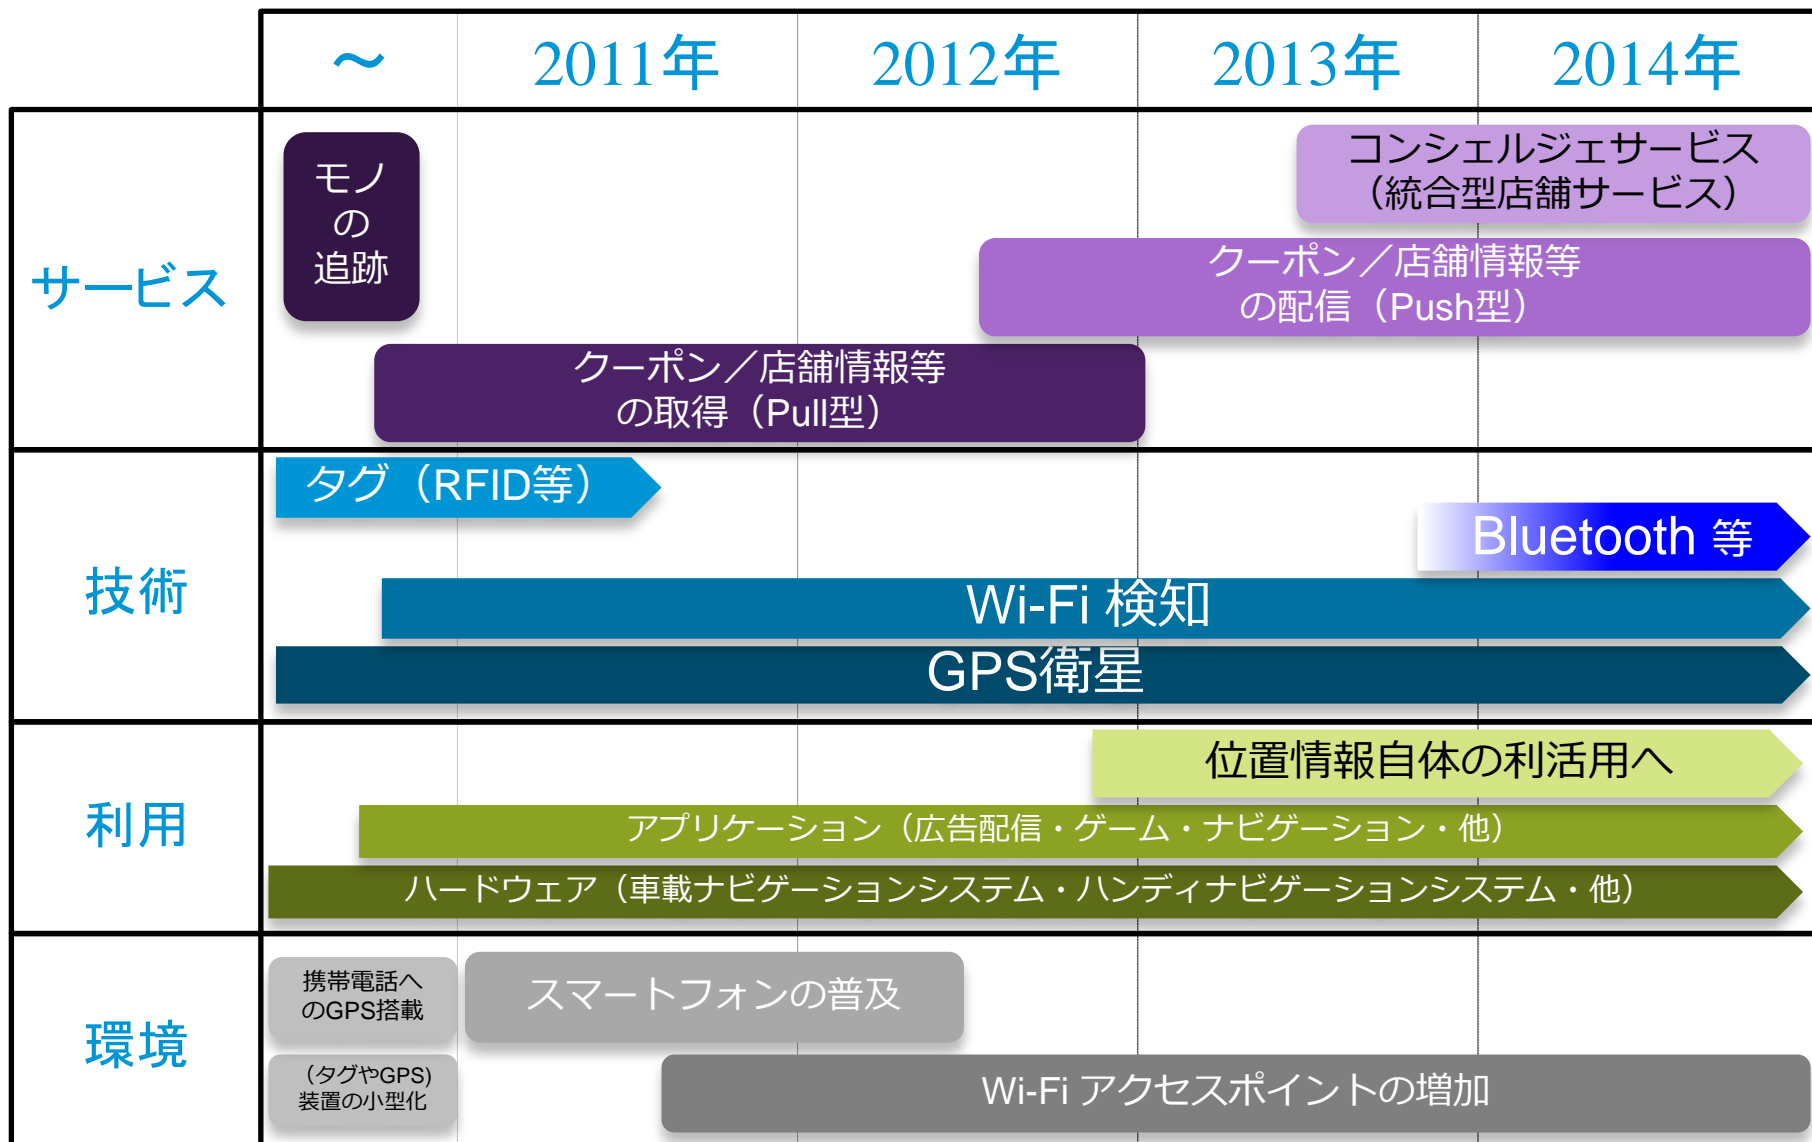 ～
2011年
2012年
2013年
2014年
サービス
モノ
の
追跡
コンシェルジェサービス
（統合型店舗サービス）
クーポン／店舗情報等
の配信（Push型）
クーポン／店舗情報等
の取得（Pull型）
技術
タグ（RFID等）
Bluetooth 等
Wi-Fi 検知
GPS衛星
利用
位置情報自体の利活用へ
アプリケーション（広告配信・ゲーム・ナビゲーション・他）
ハードウェア（車載ナビゲーションシステム・ハンディナビゲーションシステム・他）
環境
携帯電話へ
のGPS搭載
スマートフォンの普及
（タグやGPS)
装置の小型化
Wi-Fi アクセスポイントの増加